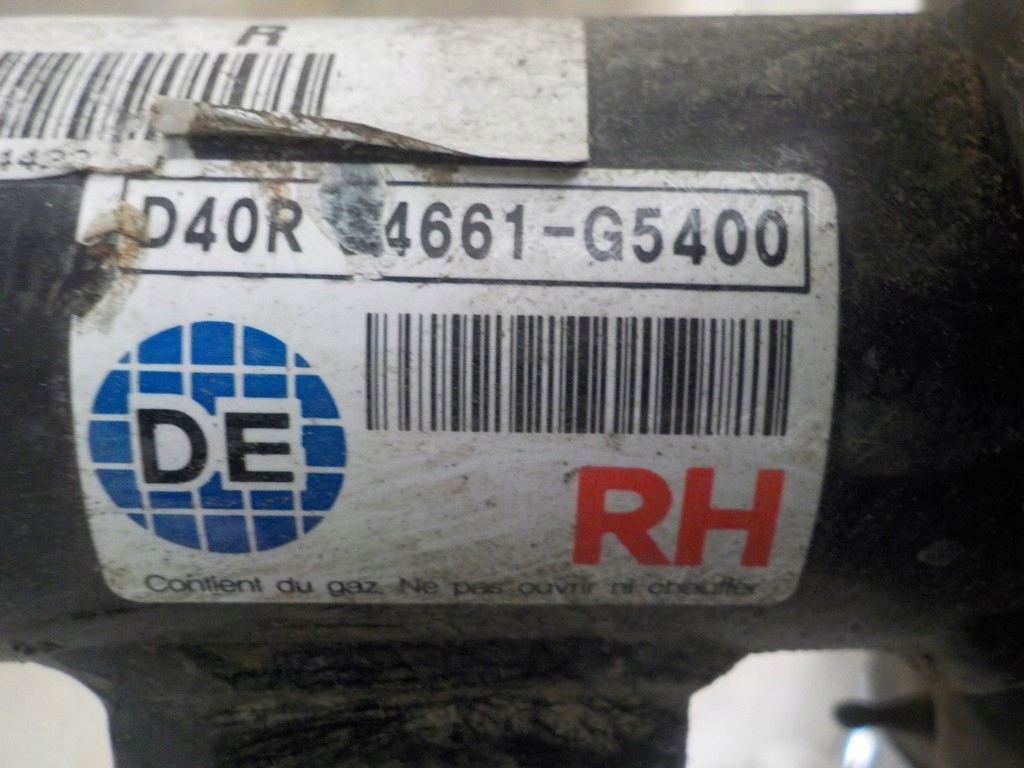 R
D40R 4661-G5400
DE
RH
Contient du gaz. Ne pas ouvrir ni chauffer